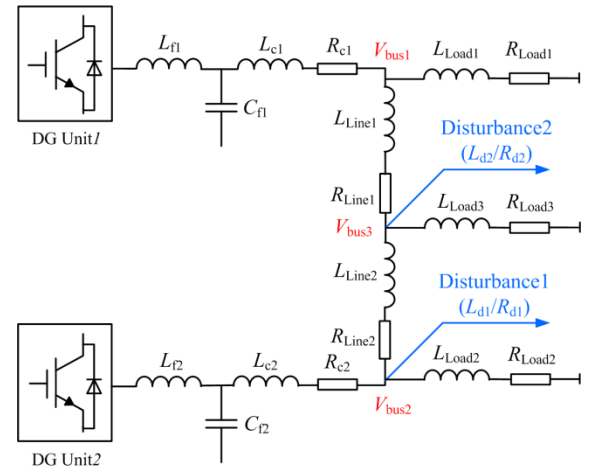 L_f1 L_c1 R_c1 V_bus1 L_Load1 R_Load1
C_f1
DG Unit1
L_Line1
Disturbance2
(L_d2/R_d2)
R_Line1
L_Load3 R_Load3
V_bus3
L_Line2
Disturbance1
(L_d1/R_d1)
R_Line2
L_f2 L_c2 R_c2 L_Load2 R_Load2
V_bus2
C_f2
DG Unit2